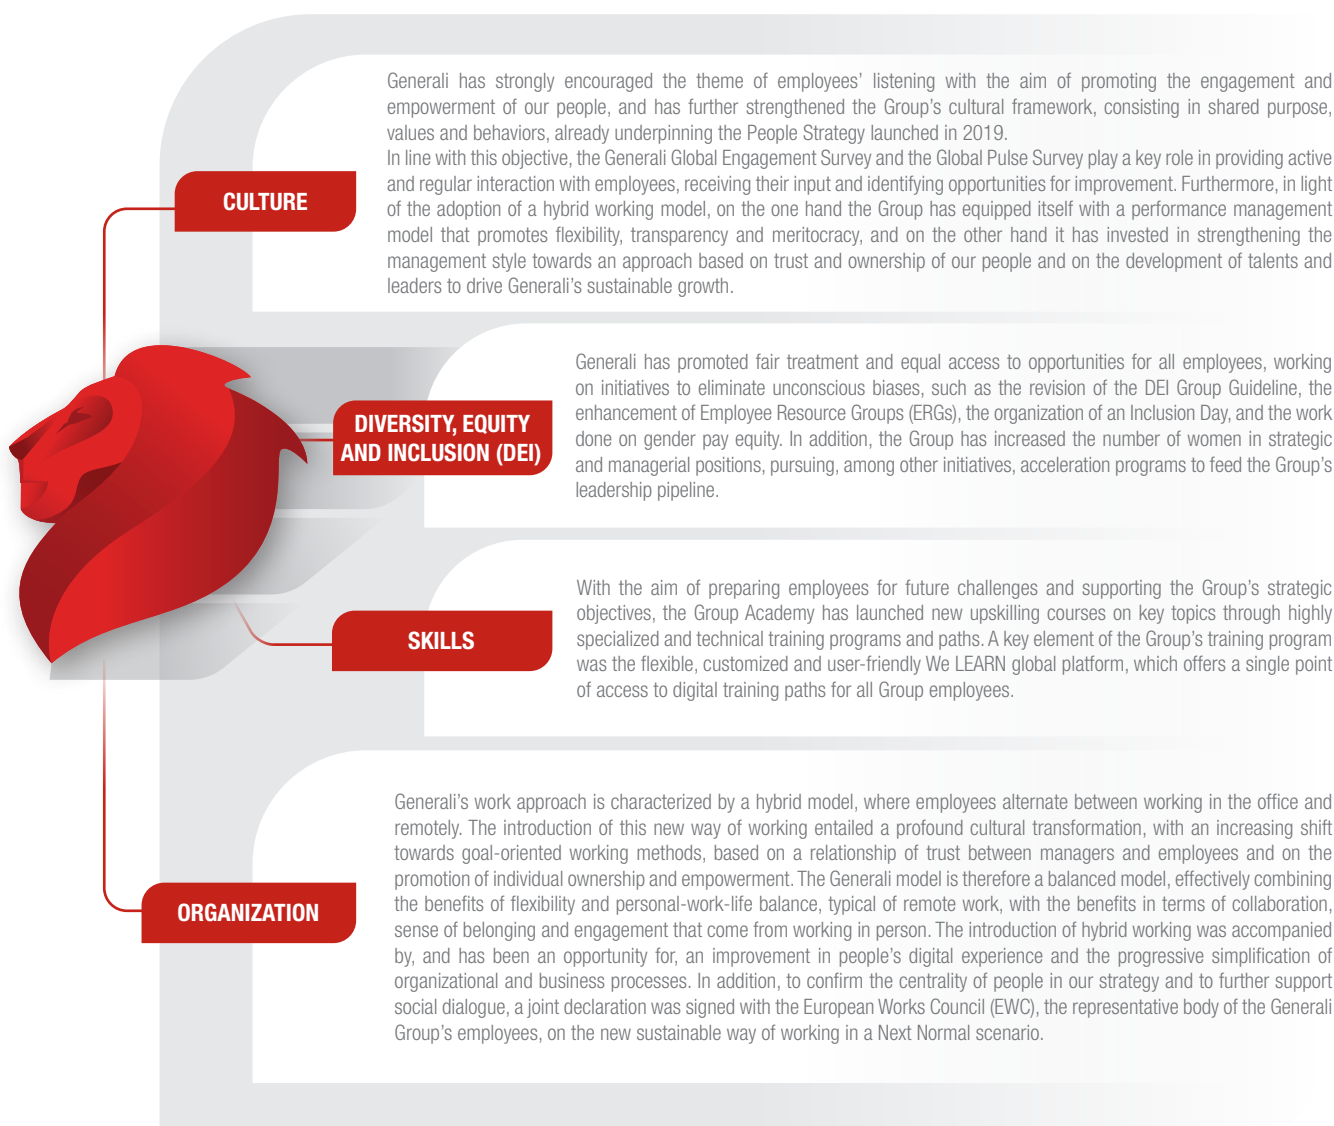 Generali has strongly encouraged the theme of employees’ listening with the aim of promoting the engagement and
empowerment of our people, and has further strengthened the Group’s cultural framework, consisting in shared purpose,
values and behaviors, already underpinning the People Strategy launched in 2019.
In line with this objective, the Generali Global Engagement Survey and the Global Pulse Survey play a key role in providing active
and regular interaction with employees, receiving their input and identifying opportunities for improvement. Furthermore, in light
of the adoption of a hybrid working model, on the one hand the Group has equipped itself with a performance management
model that promotes flexibility, transparency and meritocracy, and on the other hand it has invested in strengthening the
management style towards an approach based on trust and ownership of our people and on the development of talents and
leaders to drive Generali’s sustainable growth.
CULTURE
Generali has promoted fair treatment and equal access to opportunities for all employees, working
on initiatives to eliminate unconscious biases, such as the revision of the DEI Group Guideline, the
enhancement of Employee Resource Groups (ERGs), the organization of an Inclusion Day, and the work
done on gender pay equity. In addition, the Group has increased the number of women in strategic
and managerial positions, pursuing, among other initiatives, acceleration programs to feed the Group’s
leadership pipeline.
DIVERSITY, EQUITY
AND INCLUSION (DEI)
With the aim of preparing employees for future challenges and supporting the Group’s strategic
objectives, the Group Academy has launched new upskilling courses on key topics through highly
specialized and technical training programs and paths. A key element of the Group’s training program
was the flexible, customized and user-friendly We LEARN global platform, which offers a single point
of access to digital training paths for all Group employees.
SKILLS
Generali’s work approach is characterized by a hybrid model, where employees alternate between working in the office and
remotely. The introduction of this new way of working entailed a profound cultural transformation, with an increasing shift
towards goal-oriented working methods, based on a relationship of trust between managers and employees and on the
promotion of individual ownership and empowerment. The Generali model is therefore a balanced model, effectively combining
the benefits of flexibility and personal-work-life balance, typical of remote work, with the benefits in terms of collaboration,
sense of belonging and engagement that come from working in person. The introduction of hybrid working was accompanied
by, and has been an opportunity for, an improvement in people’s digital experience and the progressive simplification of
organizational and business processes. In addition, to confirm the centrality of people in our strategy and to further support
social dialogue, a joint declaration was signed with the European Works Council (EWC), the representative body of the Generali
Group’s employees, on the new sustainable way of working in a Next Normal scenario.
ORGANIZATION